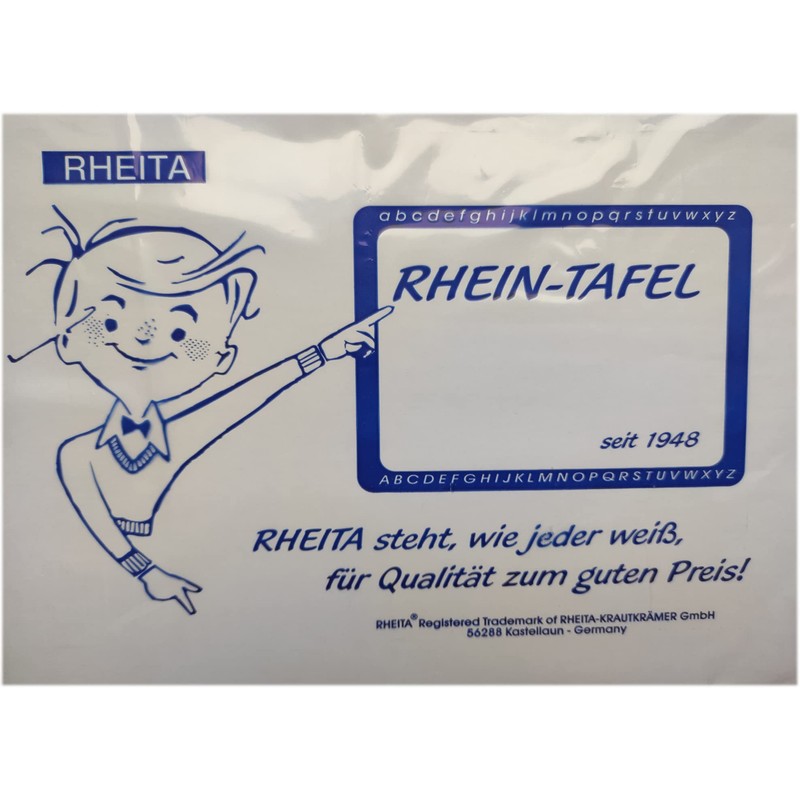 RHEITA
abcdefghijklmnopqrstuvwxyz
RHEIN-TAFEL
seit 1948
ABCDEFGHIJKLMNOPQRSTUVWXYZ
RHEITA steht, wie jeder weiß,
für Qualität zum guten Preis!
RHEITA® Registered Trademark of RHEITA-KRAUTKRÄMER GmbH
56288 Kastellaun - Germany